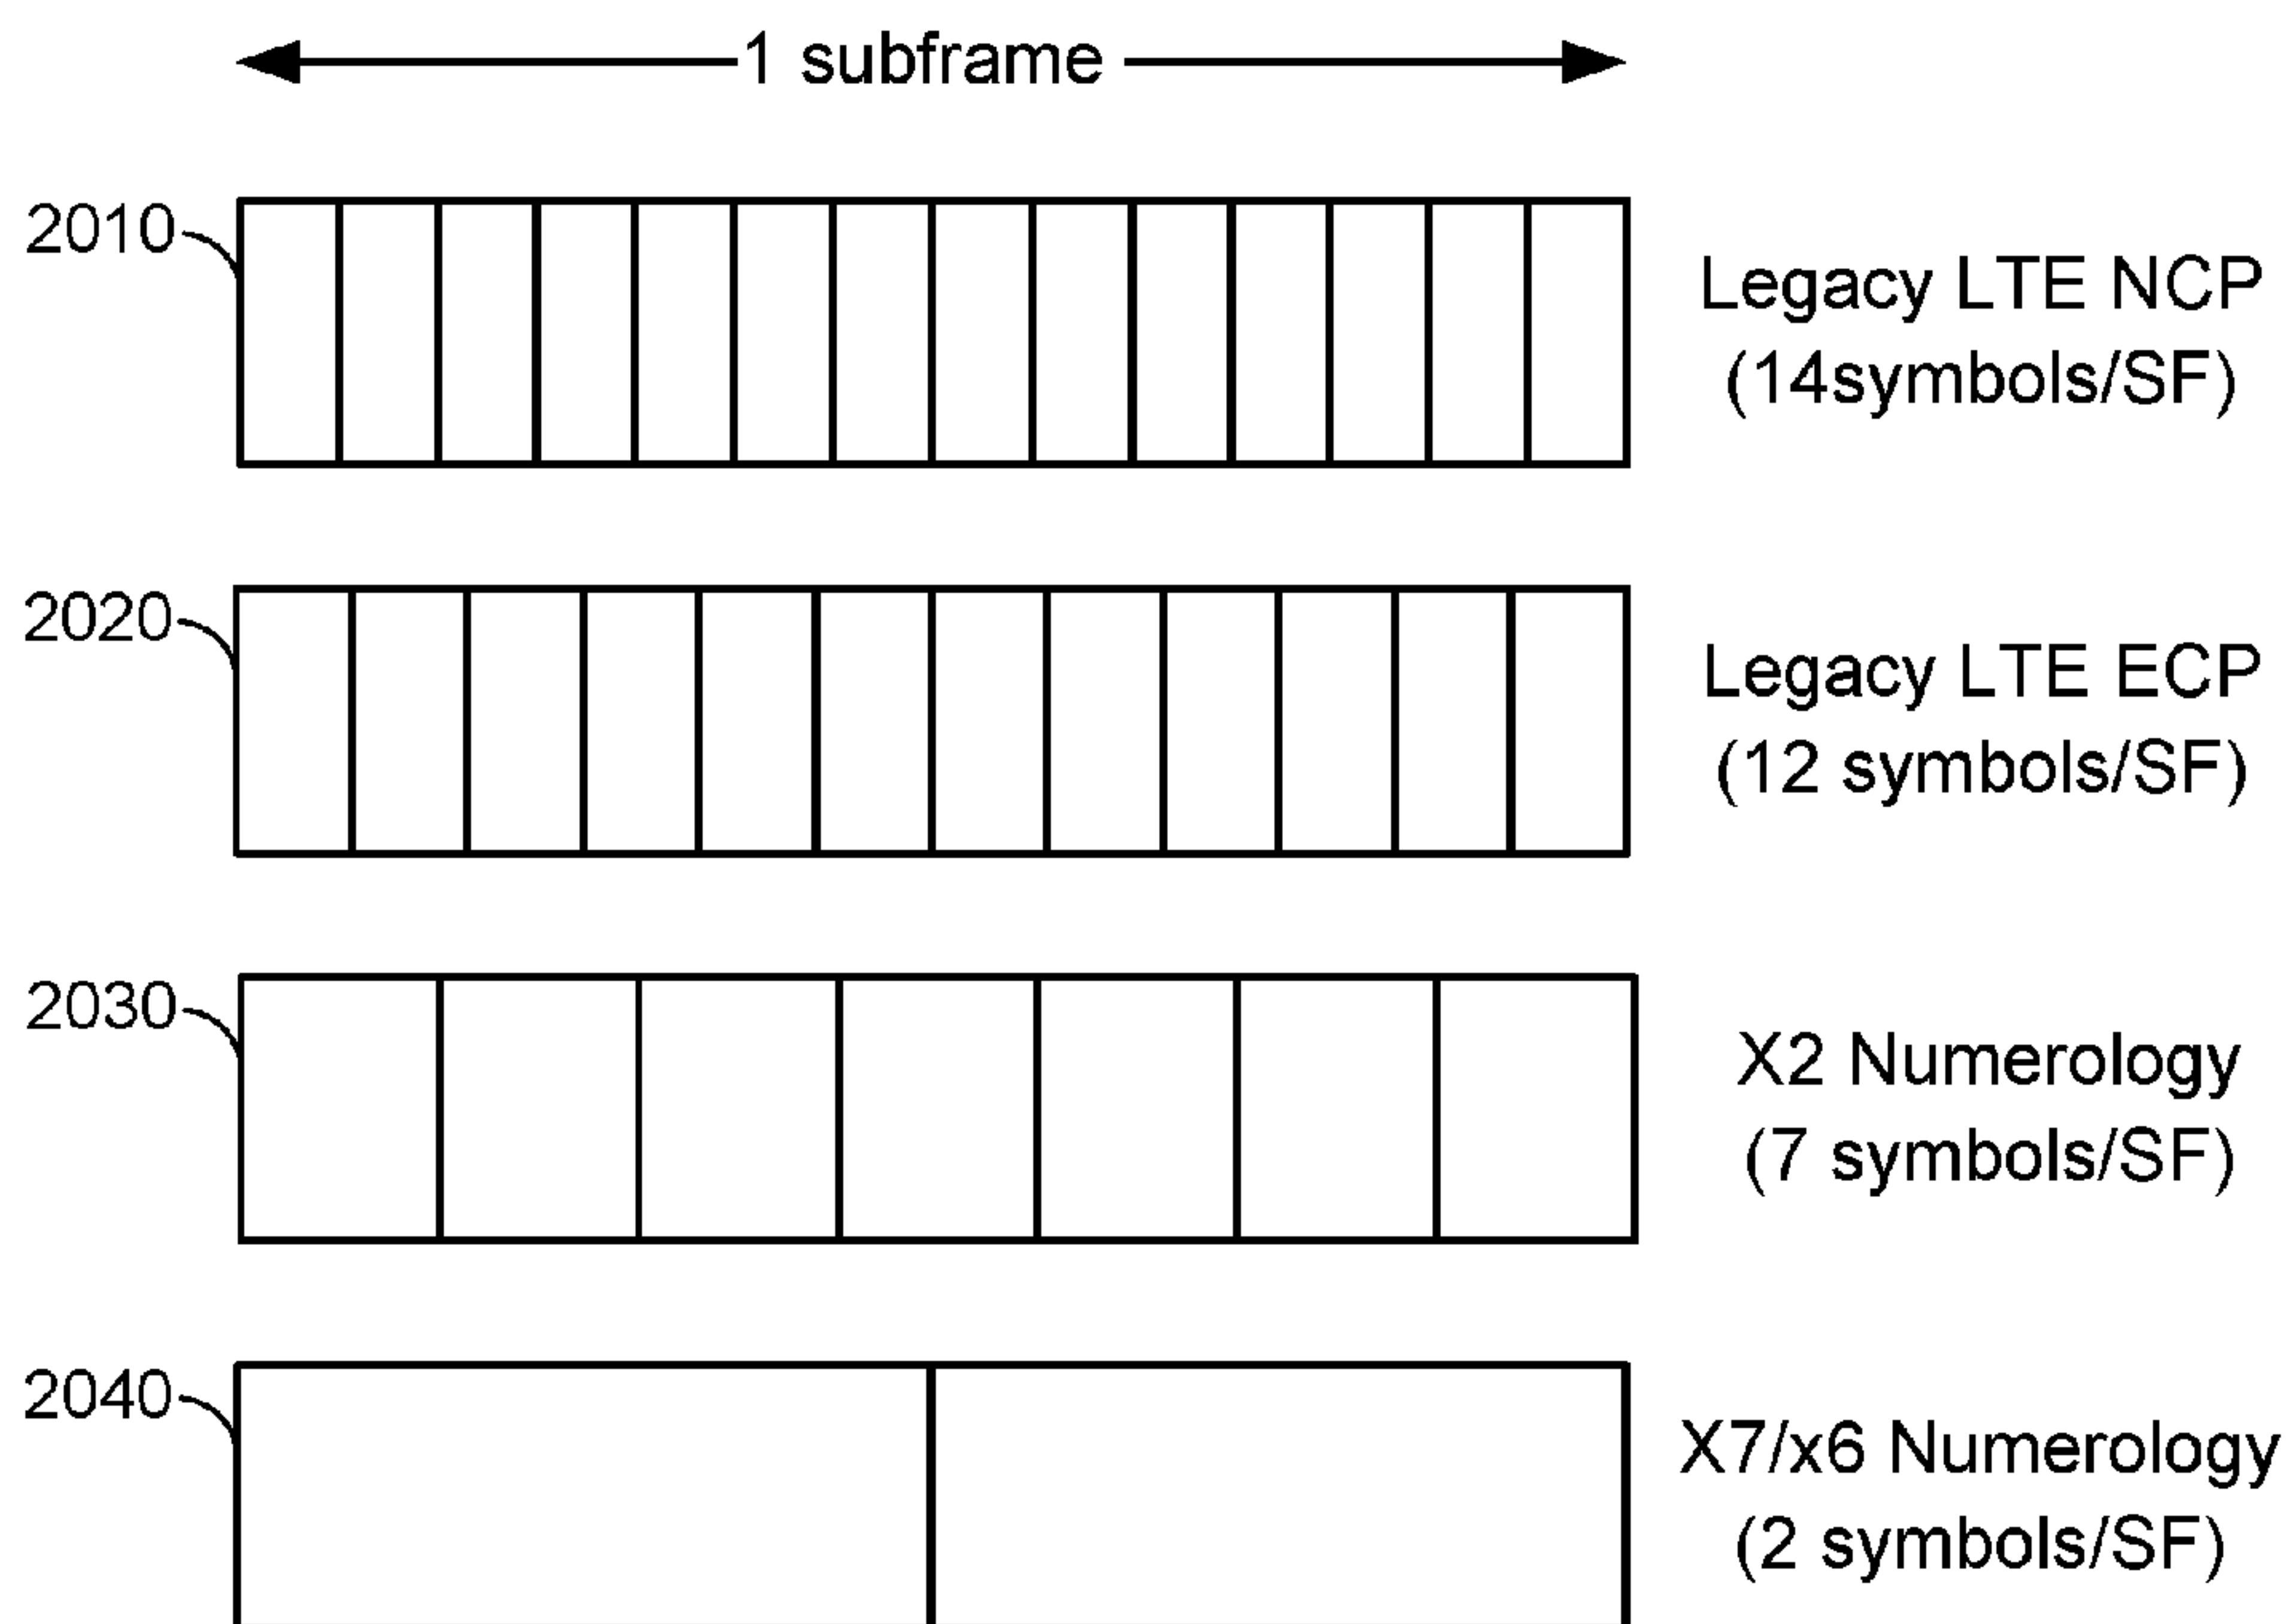 1 subframe
2010
Legacy LTE NCP
(14symbols/SF)
2020
Legacy LTE ECP
(12 symbols/SF)
2030
X2 Numerology
(7 symbols/SF)
2040
X7/x6 Numerology
(2 symbols/SF)